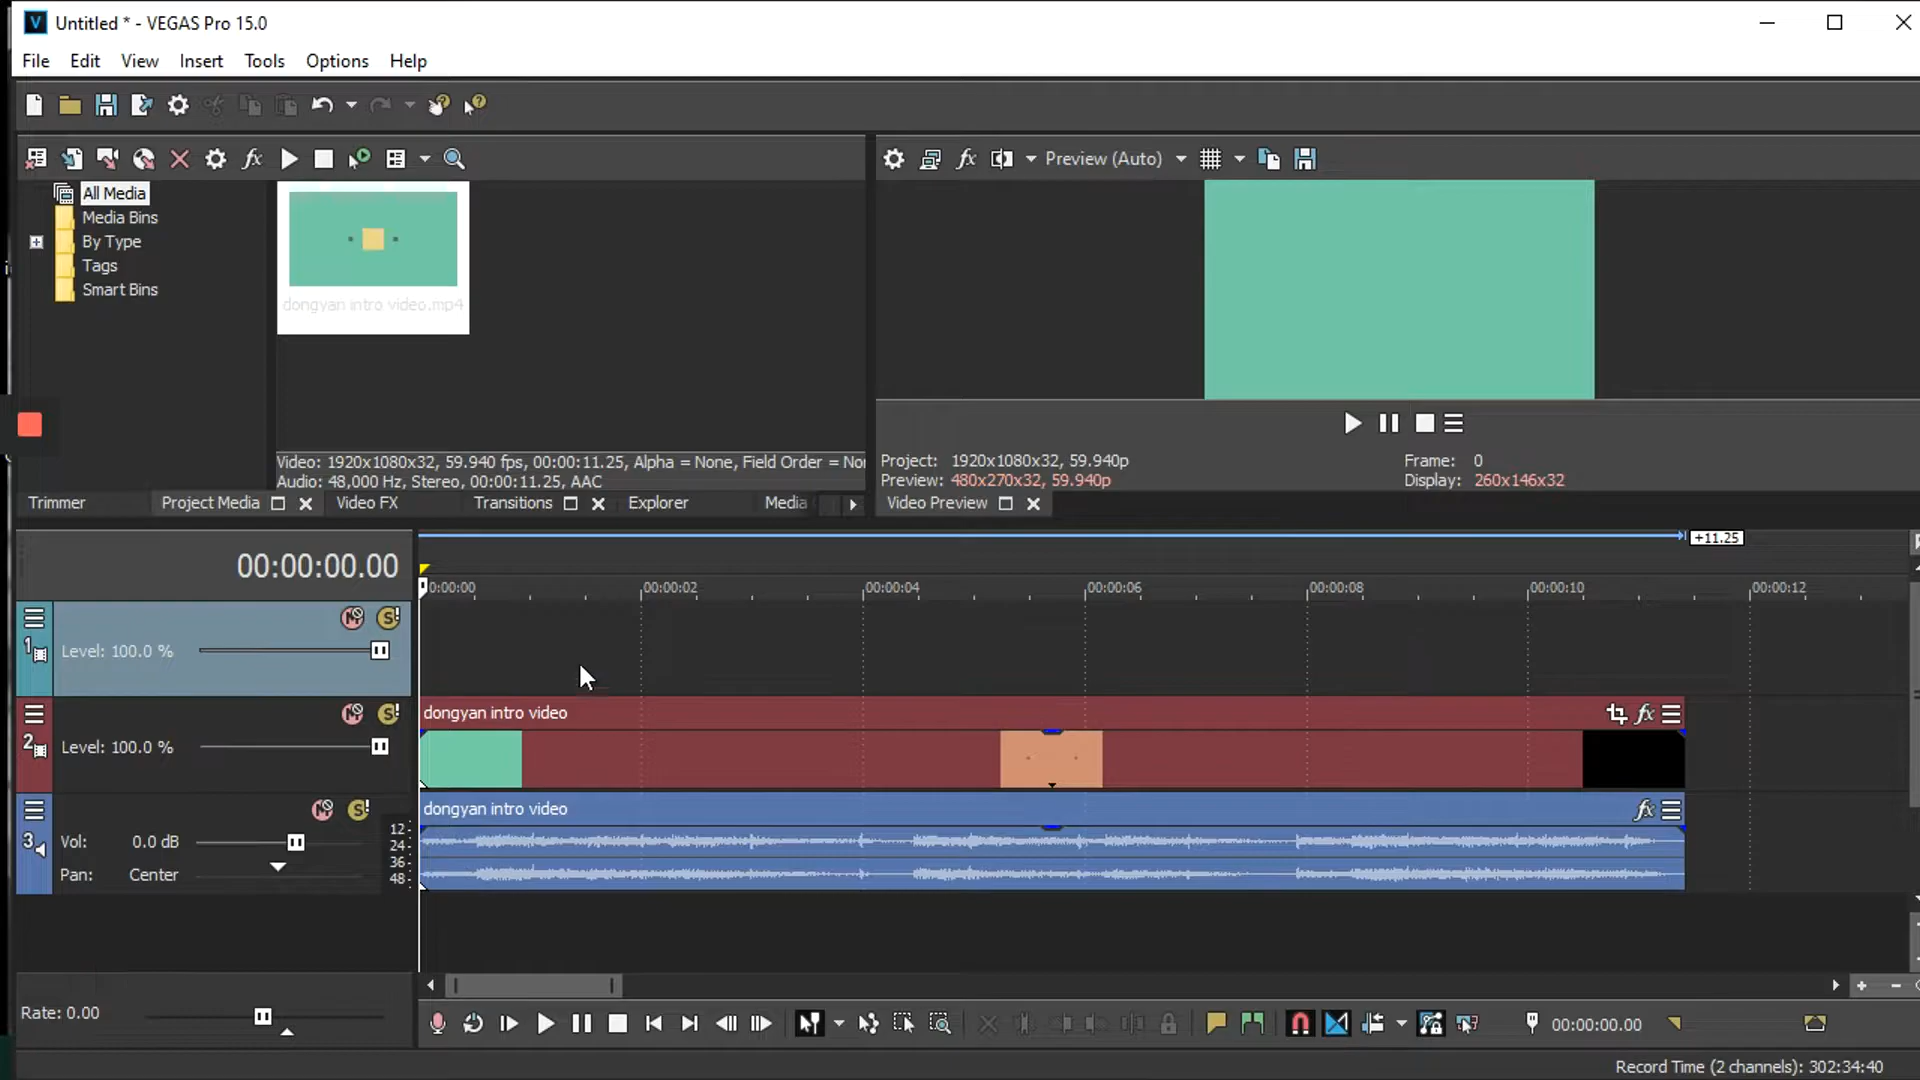 Untitled * - VEGAS Pro 15.0
File Edit View Insert Tools Options Help
Preview (Auto)
All Media
Media Bins
By Type
Tags
Smart Bins
dongyan intro video.mp4
Video: 1920x1080x32, 59.940 fps, 00:00:11.25, Alpha = None, Field Order = Nor
Audio: 48,000 Hz, Stereo, 00:00:11.25, AAC
Project: 1920x1080x32, 59.940p
Preview: 480x270x32, 59.940p
Frame: 0
Display: 260x146x32
Trimmer Project Media Video FX Transitions Explorer Media
Video Preview
+11.25
00:00:00.00
00:00:00 00:00:02 00:00:04 00:00:06 00:00:08 00:00:10 00:00:12
1
Level: 100.0 %
2
Level: 100.0 %
dongyan intro video
3
Vol: 0.0 dB
Pan: Center
12
24
36
48
dongyan intro video
Rate: 0.00
00:00:00.00
Record Time (2 channels): 302:34:40